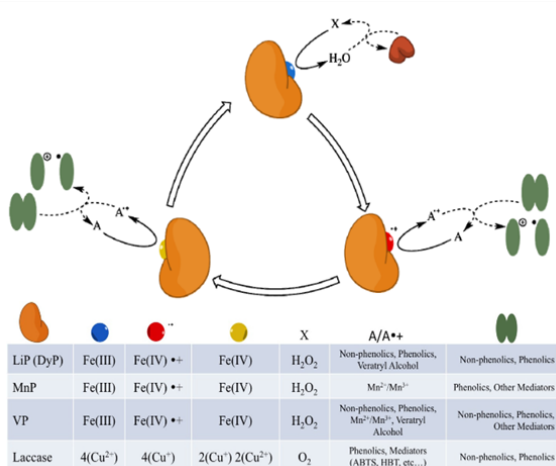 X
H₂O
A•+
A
A•+
A
•+
X A/A•+
LiP (DyP) Fe(III) Fe(IV) •+ Fe(IV) H₂O₂ Non-phenolics, Phenolics, Veratryl Alcohol Non-phenolics, Phenolics
MnP Fe(III) Fe(IV) •+ Fe(IV) H₂O₂ Mn²⁺/Mn³⁺ Phenolics, Other Mediators
VP Fe(III) Fe(IV) •+ Fe(IV) H₂O₂ Non-phenolics, Phenolics, Mn²⁺/Mn³⁺, Veratryl Alcohol Non-phenolics, Phenolics, Other Mediators
Laccase 4(Cu²⁺) 4(Cu⁺) 2(Cu⁺) 2(Cu²⁺) O₂ Phenolics, Mediators (ABTS, HBT, etc…) Non-phenolics, Phenolics